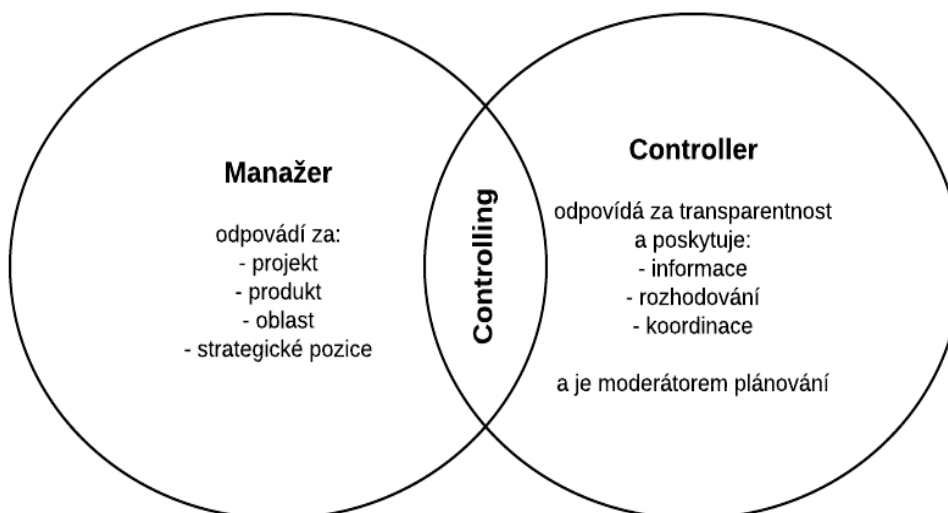 Manažer
odpovádí za:
- projekt
- produkt
- oblast
- strategické pozice
Controlling
Controller
odpovídá za transparentnost
a poskytuje:
- informace
- rozhodování
- koordinace
a je moderátorem plánování